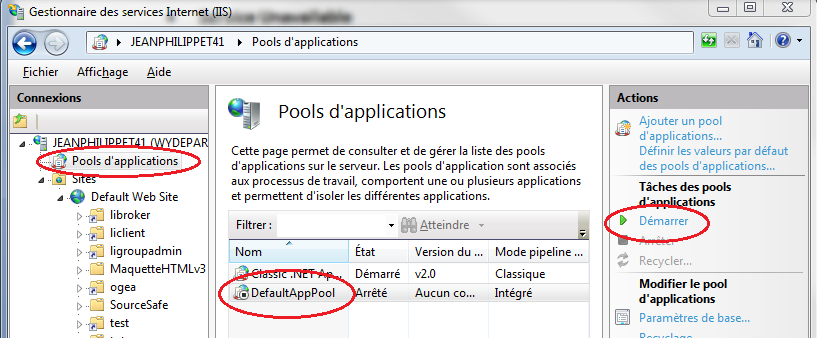 Service Unavailable
Gestionnaire des services Internet (IIS)
JEANPHILIPPET41 Pools d'applications
Fichier Affichage Aide
Connexions
JEANPHILIPPET41 (WYDEPAR
Pools d'applications
Sites
Default Web Site
libroker
liclient
ligroupadmin
MaquetteHTMLv3
ogea
SourceSafe
test
Pools d'applications
Cette page permet de consulter et de gérer la liste des pools
d'applications sur le serveur. Les pools d'application sont associés
aux processus de travail, comportent une ou plusieurs applications
et permettent d'isoler les différentes applications.
Filtrer : Atteindre
Nom État Version du ... Mode pipeline ...
Classic .NET Ap... Démarré v2.0 Classique
DefaultAppPool Arrêté Aucun co... Intégré
Actions
Ajouter un pool
d'applications...
Définir les valeurs par défaut
des pools d'applications...
Tâches des pools
d'applications
Démarrer
Arrêter
Recycler...
Modifier le pool
d'applications
Paramètres de base...
Recyclage...